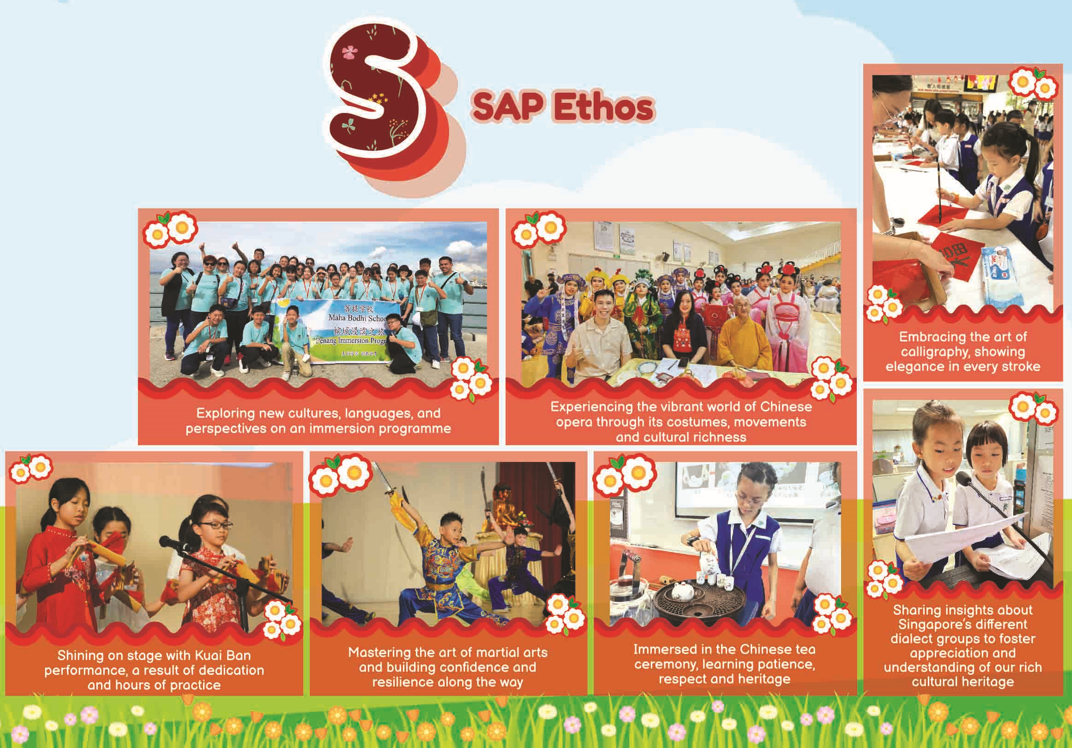 S
SAP Ethos
Maha Bodhi School
Penang Immersion Progr
Exploring new cultures, languages, and
perspectives on an immersion programme
Experiencing the vibrant world of Chinese
opera through its costumes, movements
and cultural richness
Embracing the art of
calligraphy, showing
elegance in every stroke
Shining on stage with Kuai Ban
performance, a result of dedication
and hours of practice
Mastering the art of martial arts
and building confidence and
resilience along the way
Immersed in the Chinese tea
ceremony, learning patience,
respect and heritage
Sharing insights about
Singapore's different
dialect groups to foster
appreciation and
understanding of our rich
cultural heritage